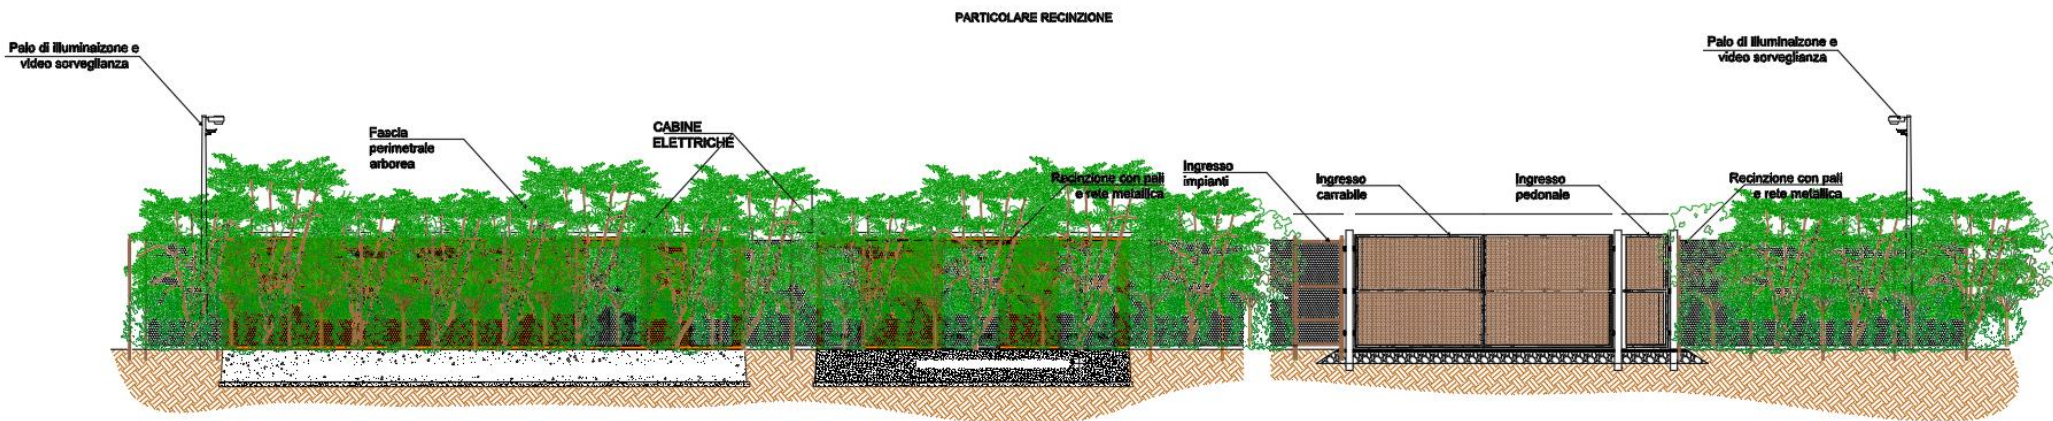 PARTICOLARE RECINZIONE
Palo di illuminaizone e
video sorveglianza
Fascia
perimetrale
arborea
CABINE
ELETTRICHE
Recinzione con pali
e rete metallica
Ingresso
impianti
Ingresso
carrabile
Ingresso
pedonale
Recinzione con pali
e rete metallica
Palo di illuminaizone e
video sorveglianza